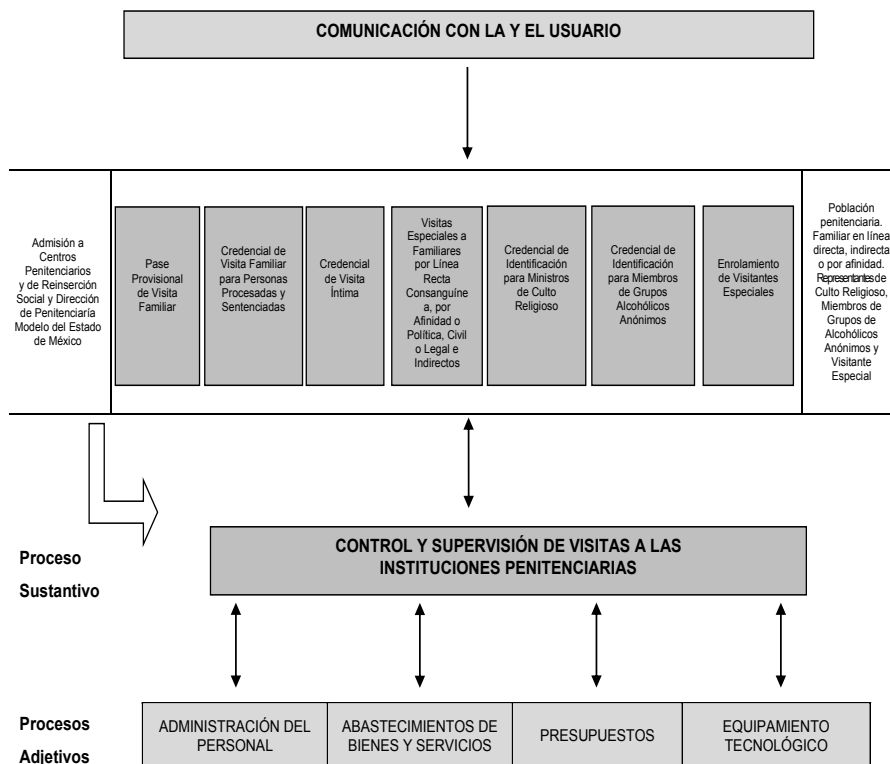 COMUNICACIÓN CON LA Y EL USUARIO
Admisión a
Centros
Penitenciarios
y de Reinserción
Social y Dirección
de Penitenciaría
Modelo del Estado
de México
Pase
Provisional
de Visita
Familiar
Credencial de
Visita Familiar
para Personas
Procesadas y
Sentenciadas
Credencial
de Visita
Íntima
Visitas
Especiales a
Familiares
por Línea
Recta
Consanguíne
a, por
Afinidad o
Política, Civil
o Legal e
Indirectos
Credencial de
Identificación
para Ministros
de Culto
Religioso
Credencial de
Identificación
para Miembros
de Grupos
Alcohólicos
Anónimos
Enrolamiento
de Visitantes
Especiales
Población
penitenciaria.
Familiar en línea
directa, indirecta
o por afinidad.
Representantes de
Culto Religioso,
Miembros de
Grupos de
Alcohólicos
Anónimos y
Visitante
Especial
Proceso
Sustantivo
CONTROL Y SUPERVISIÓN DE VISITAS A LAS
INSTITUCIONES PENITENCIARIAS
Procesos
Adjetivos
ADMINISTRACIÓN DEL
PERSONAL
ABASTECIMIENTOS DE
BIENES Y SERVICIOS
PRESUPUESTOS
EQUIPAMIENTO
TECNOLÓGICO